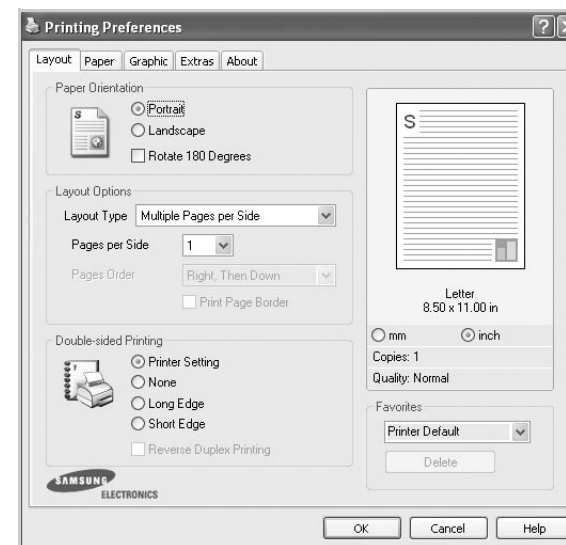 Printing Preferences
Layout Paper Graphic Extras About
Paper Orientation
Portrait
Landscape
Rotate 180 Degrees
Layout Options
Layout Type Multiple Pages per Side
Pages per Side 1
Pages Order Right, Then Down
Print Page Border
Double-sided Printing
Printer Setting
None
Long Edge
Short Edge
Reverse Duplex Printing
SAMSUNG
ELECTRONICS
S
S
Letter
8.50 x 11.00 in
mm inch
Copies: 1
Quality: Normal
Favorites
Printer Default
Delete
OK Cancel Help